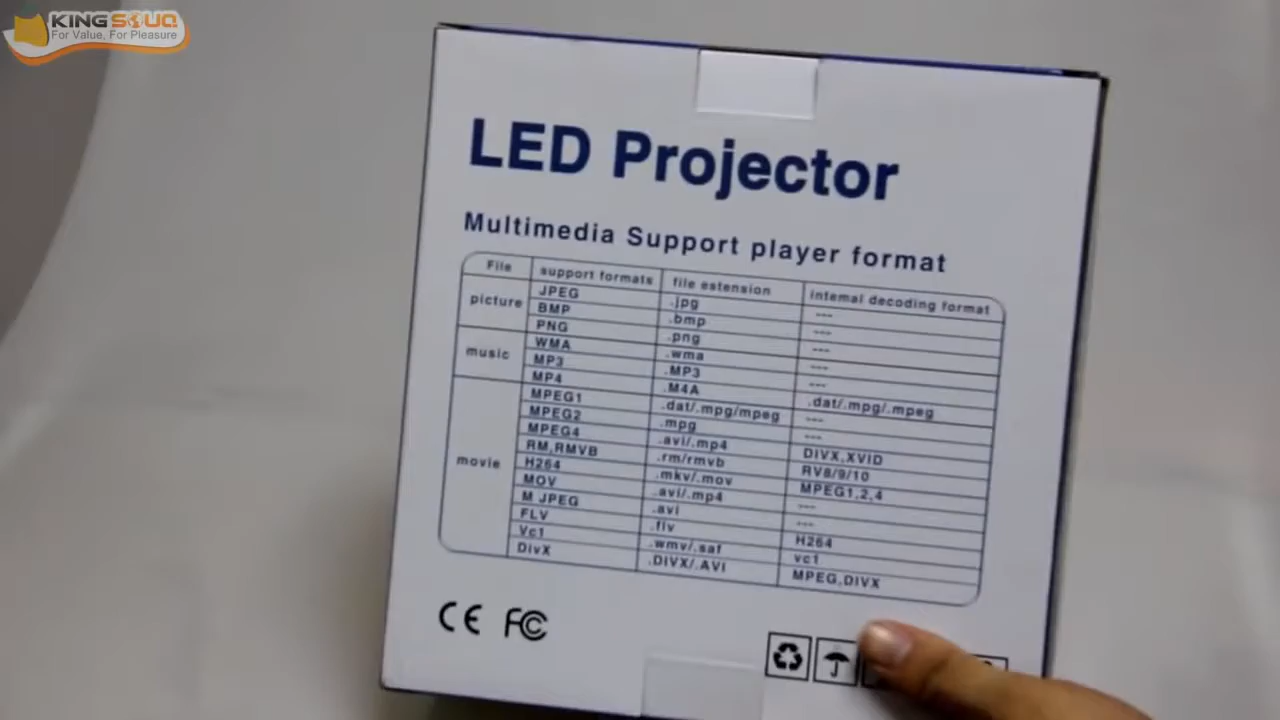 KINGSOUQ
For Value, For Pleasure
LED Projector
Multimedia Support player format
File support formats file estension intemal decoding format
picture JPEG .jpg ---
BMP .bmp ---
PNG .png ---
music WMA .wma ---
MP3 .MP3 ---
MP4 .M4A .dat/.mpg/.mpeg
movie MPEG1 .dat/.mpg/mpeg ---
MPEG2 .mpg ---
MPEG4 .avi/.mp4 DIVX,XVID
RM,RMVB .rm/rmvb RV8/9/10
H264 .mkv/.mov MPEG1,2,4
MOV .avi/.mp4 ---
M JPEG .avi ---
FLV .flv H264
Vc1 .wmv/.saf vc1
DivX .DIVX/.AVI MPEG,DIVX
CE FC